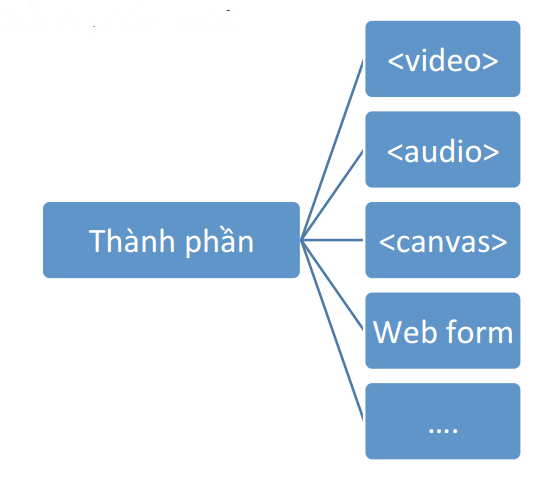 Thành phần
<video>
<audio>
<canvas>
Web form
....